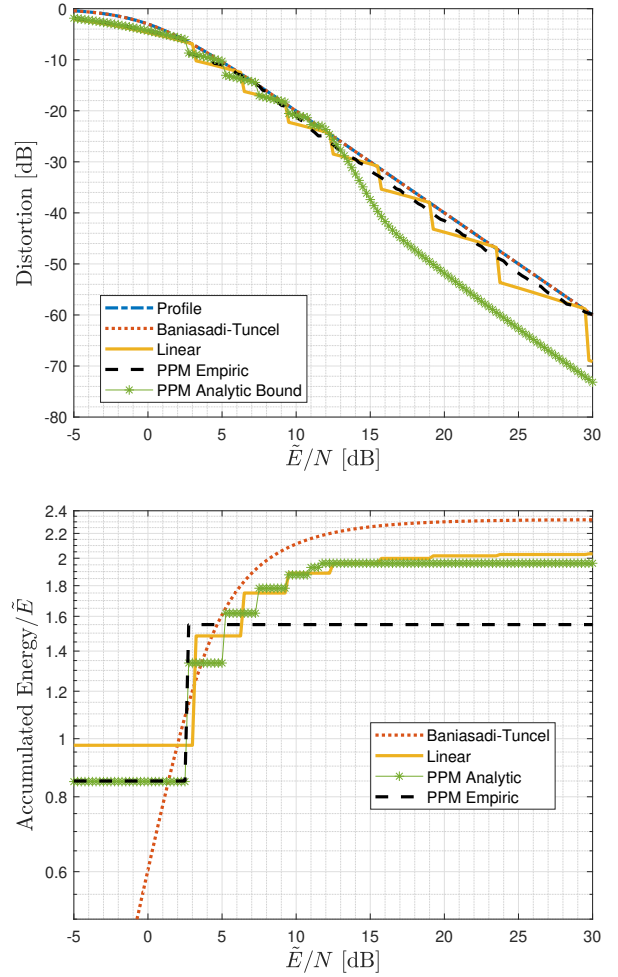 0
-10
-20
-30
-40
-50
-60
-70
-80
Distortion [dB]
Profile
Baniasadi-Tuncel
Linear
PPM Empiric
PPM Analytic Bound
-5 0 5 10 15 20 25 30
Ẽ/N [dB]
2.4
2.2
2
1.8
1.6
1.4
1.2
1
0.8
0.6
Accumulated Energy/Ẽ
Baniasadi-Tuncel
Linear
PPM Analytic
PPM Empiric
-5 0 5 10 15 20 25 30
Ẽ/N [dB]